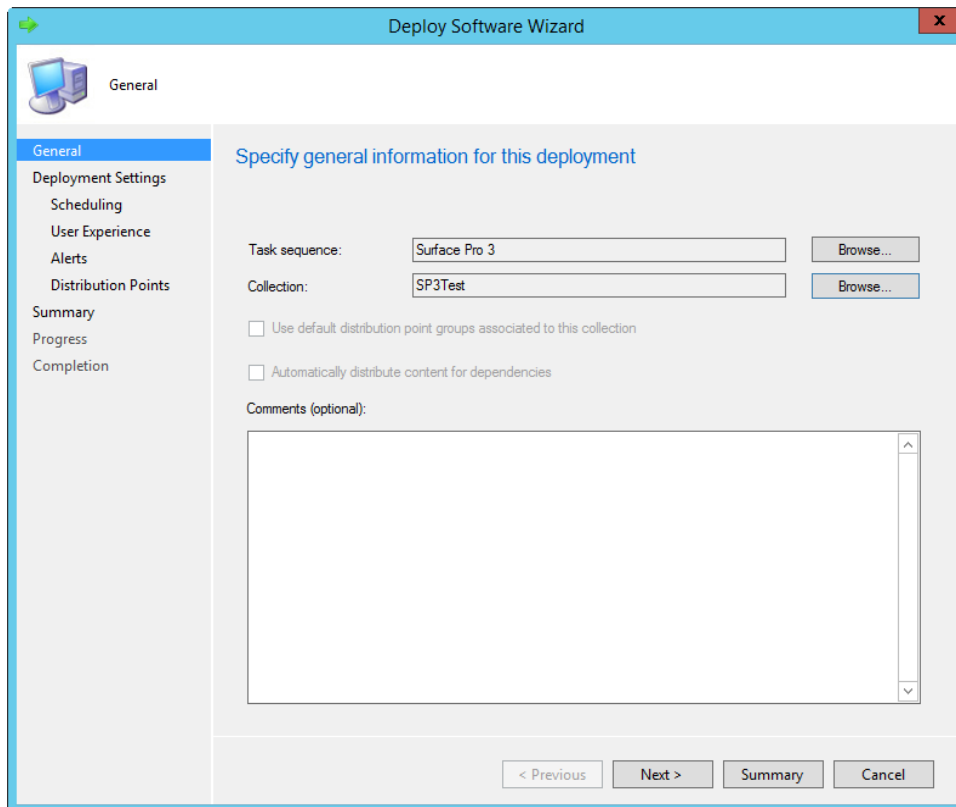 Deploy Software Wizard
x
General
General
Deployment Settings
Scheduling
User Experience
Alerts
Distribution Points
Summary
Progress
Completion
Specify general information for this deployment
Task sequence: Surface Pro 3 Browse...
Collection: SP3Test Browse...
Use default distribution point groups associated to this collection
Automatically distribute content for dependencies
Comments (optional):
< Previous Next > Summary Cancel